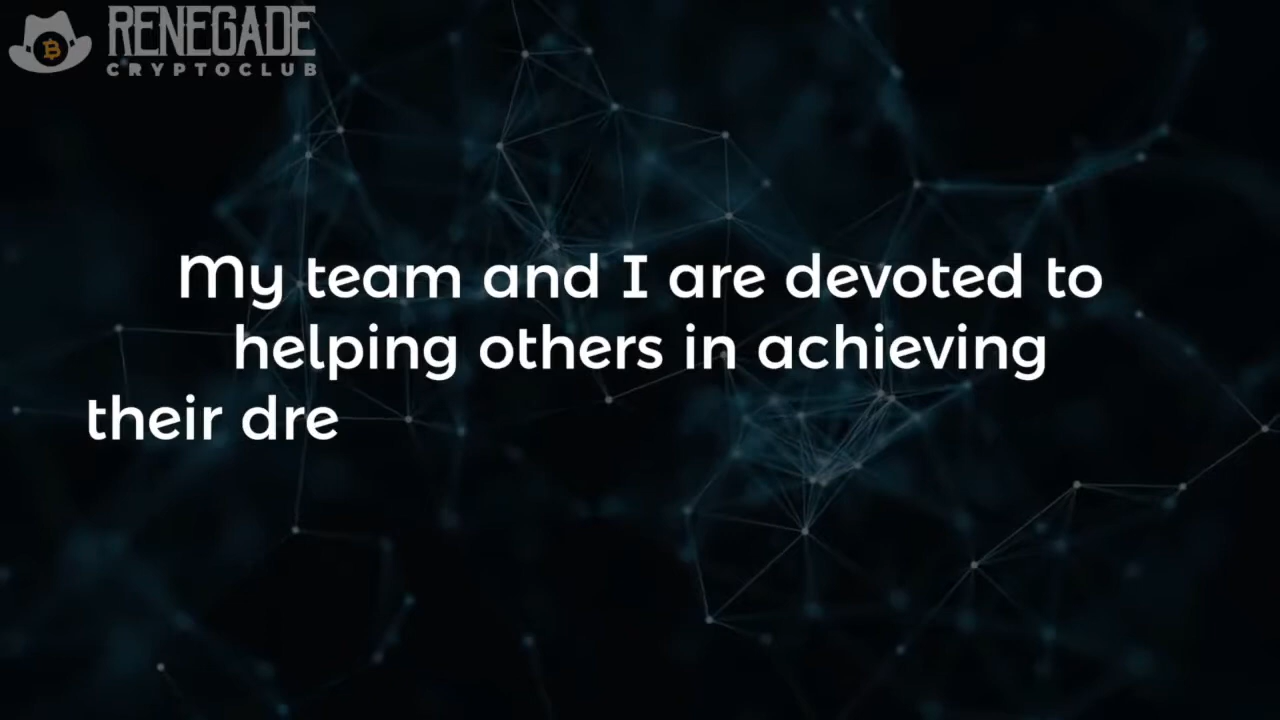 RENEGADE
CRYPTOCLUB
My team and I are devoted to
helping others in achieving
their dre